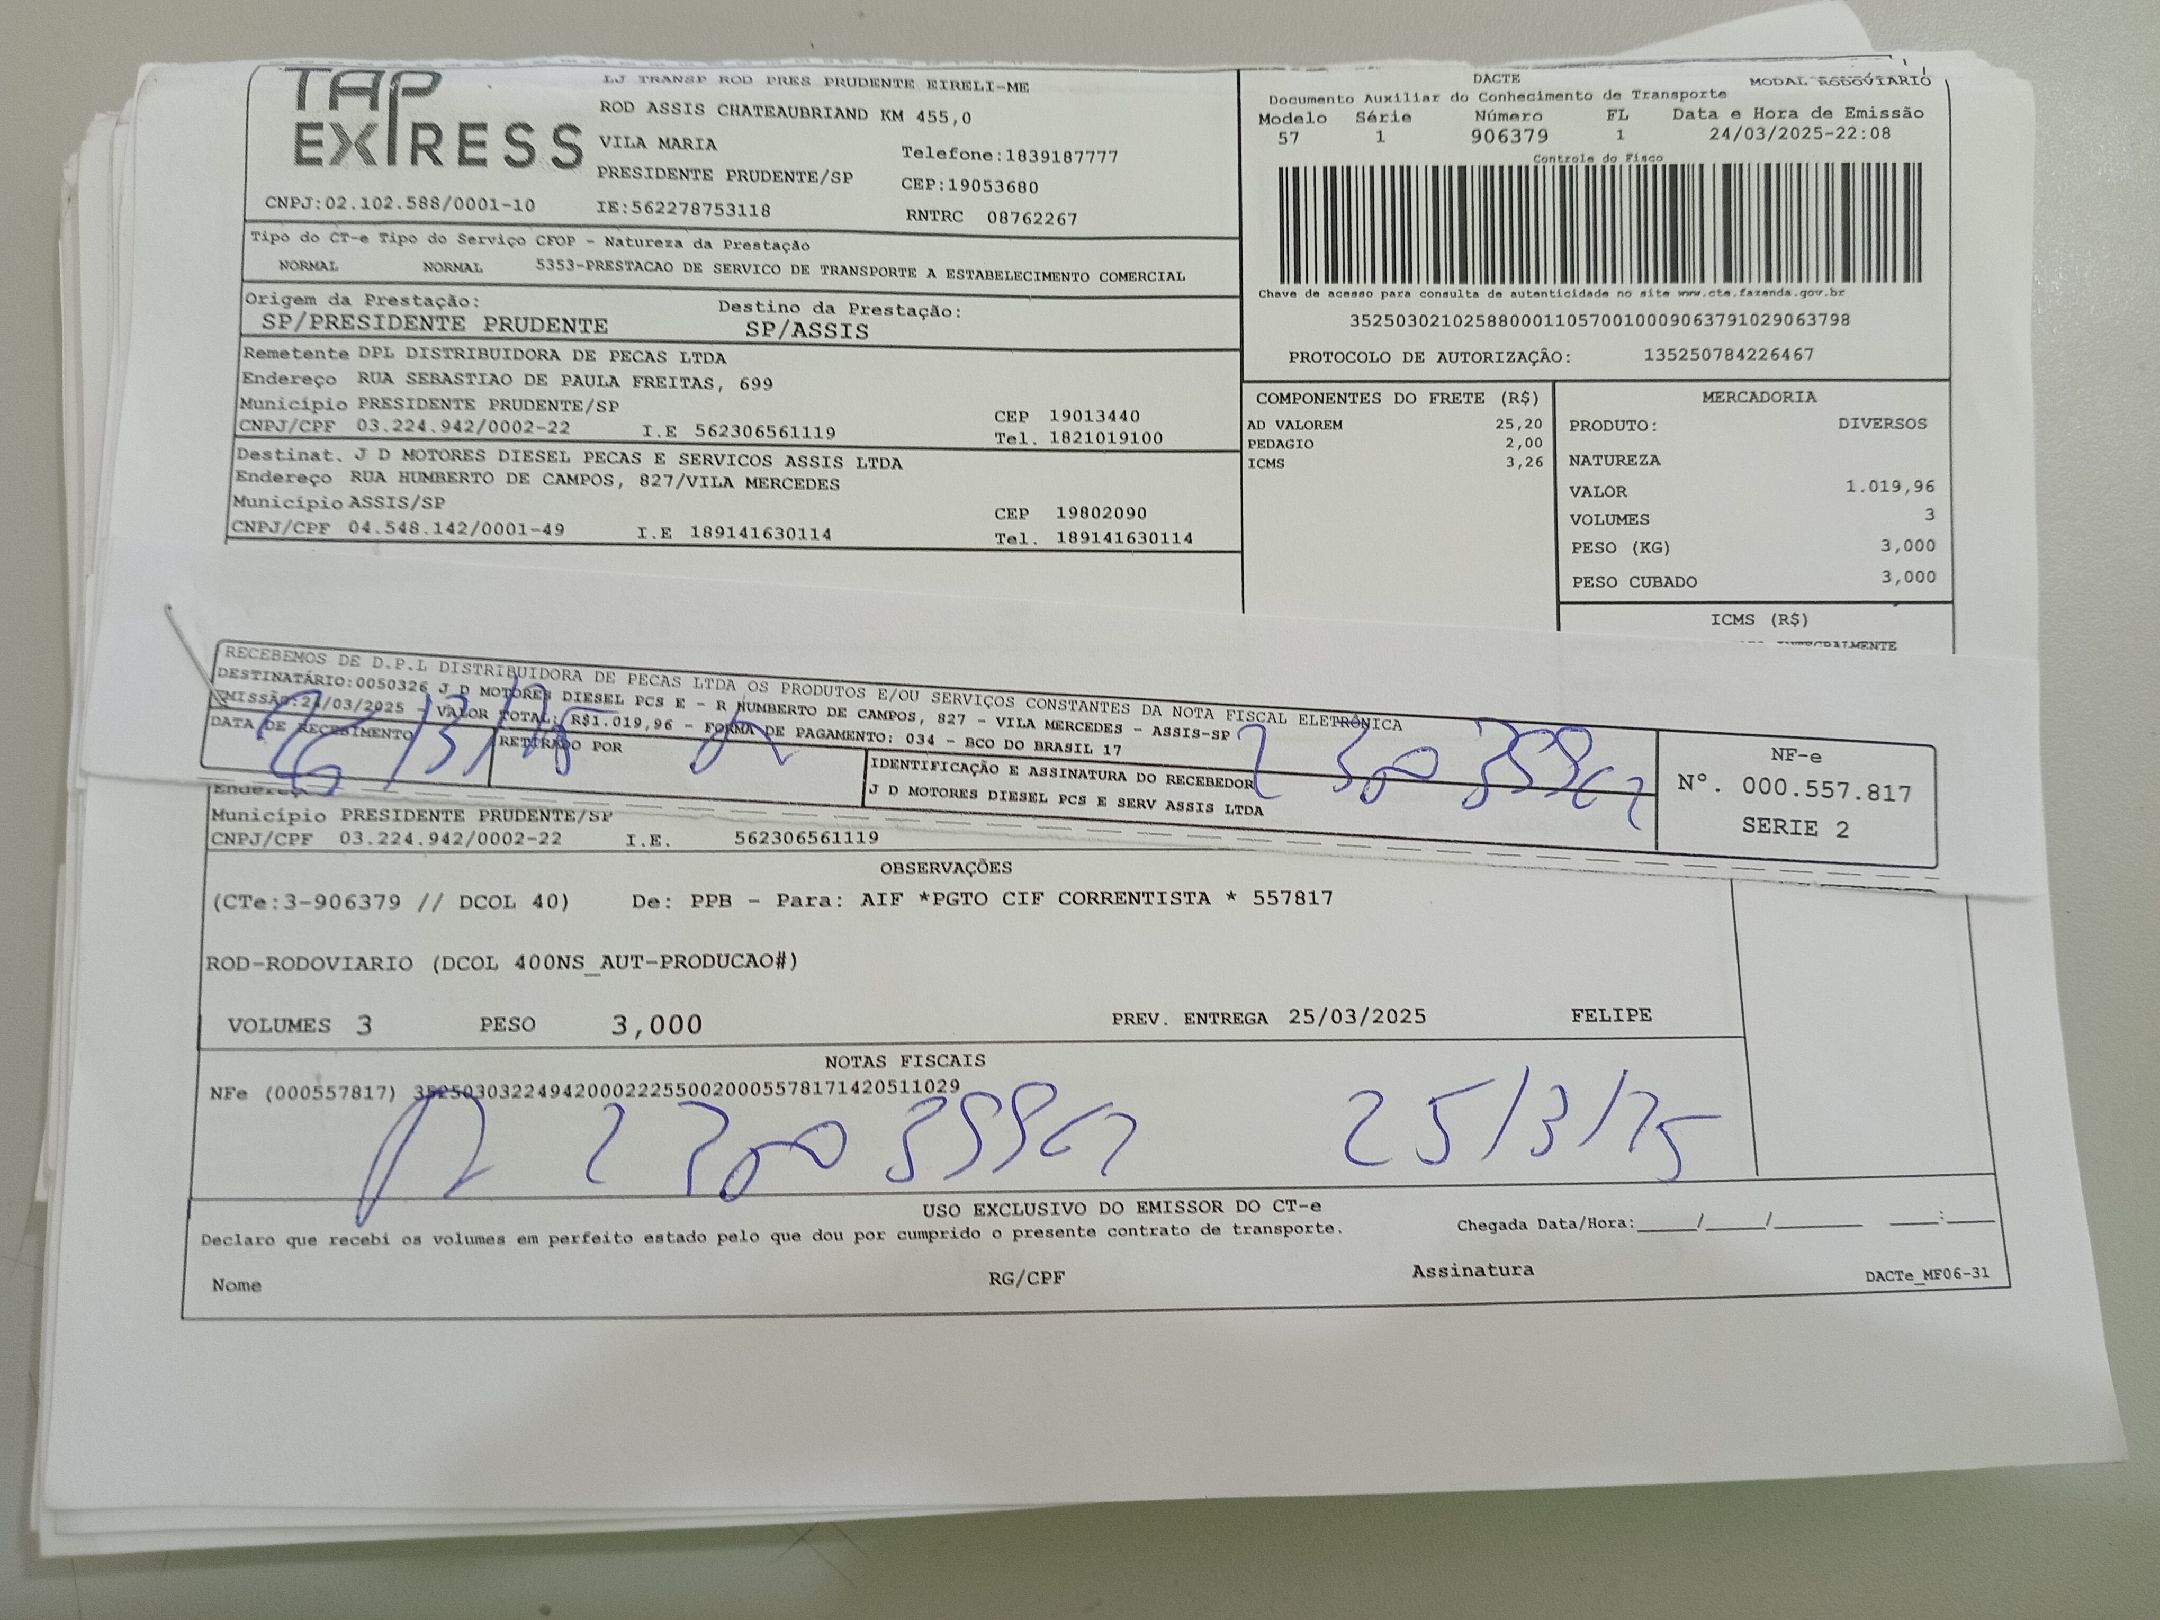 TAP EXPRESS
LJ TRANSP ROD PRES PRUDENTE EIRELI-ME
ROD ASSIS CHATEAUBRIAND KM 455,0
VILA MARIA
Telefone:1839187777
PRESIDENTE PRUDENTE/SP
CEP:19053680
CNPJ:02.102.588/0001-10 IE:562278753118 RNTRC 08762267
Tipo do CT-e Tipo do Serviço CFOP - Natureza da Prestação
NORMAL NORMAL 5353-PRESTACAO DE SERVICO DE TRANSPORTE A ESTABELECIMENTO COMERCIAL
Origem da Prestação: Destino da Prestação:
SP/PRESIDENTE PRUDENTE SP/ASSIS
Remetente DPL DISTRIBUIDORA DE PECAS LTDA
Endereço RUA SEBASTIAO DE PAULA FREITAS, 699
Município PRESIDENTE PRUDENTE/SP CEP 19013440
CNPJ/CPF 03.224.942/0002-22 I.E 562306561119 Tel. 1821019100
Destinat. J D MOTORES DIESEL PECAS E SERVICOS ASSIS LTDA
Endereço RUA HUMBERTO DE CAMPOS, 827/VILA MERCEDES
Município ASSIS/SP CEP 19802090
CNPJ/CPF 04.548.142/0001-49 I.E 189141630114 Tel. 189141630114
DACTE MODAL RODOVIARIO
Documento Auxiliar do Conhecimento de Transporte
Modelo Série Número FL Data e Hora de Emissão
57 1 906379 1 24/03/2025-22:08
Controle do Fisco
Chave de acesso para consulta de autenticidade no site www.cte.fazenda.gov.br
35250302102588000110570010009063791029063798
PROTOCOLO DE AUTORIZAÇÂO: 135250784226467
COMPONENTES DO FRETE (R$)
AD VALOREM 25,20
PEDAGIO 2,00
ICMS 3,26
MERCADORIA
PRODUTO: DIVERSOS
NATUREZA
VALOR 1.019,96
VOLUMES 3
PESO (KG) 3,000
PESO CUBADO 3,000
ICMS (R$)
RECEBEMOS DE D.P.L DISTRIBUIDORA DE PECAS LTDA OS PRODUTOS E/OU SERVIÇOS CONSTANTES DA NOTA FISCAL ELETRÔNICA
DESTINATÁRIO:0050326 J D MOTORES DIESEL PCS E - R HUMBERTO DE CAMPOS, 827 - VILA MERCEDES - ASSIS-SP
EMISSÃO:24/03/2025 - VALOR TOTAL: R$1.019,96 - FORMA DE PAGAMENTO: 034 - BCO DO BRASIL 17
DATA DE RECEBIMENTO RETIRADO POR IDENTIFICAÇÃO E ASSINATURA DO RECEBEDOR
J D MOTORES DIESEL PCS E SERV ASSIS LTDA
NF-e
N°. 000.557.817
SERIE 2
Endereço
Município PRESIDENTE PRUDENTE/SP
CNPJ/CPF 03.224.942/0002-22 I.E. 562306561119
OBSERVAÇÕES
(CTe:3-906379 // DCOL 40) De: PPB - Para: AIF *PGTO CIF CORRENTISTA * 557817
ROD-RODOVIARIO (DCOL 400NS_AUT-PRODUCAO#)
VOLUMES 3 PESO 3,000 PREV. ENTREGA 25/03/2025 FELIPE
NOTAS FISCAIS
NFe (000557817) 35250303224942000222550020005578171420511029
25/3/25
USO EXCLUSIVO DO EMISSOR DO CT-e
Declaro que recebi os volumes em perfeito estado pelo que dou por cumprido o presente contrato de transporte. Chegada Data/Hora:_____/_____/_______ ____:____
Nome RG/CPF Assinatura DACTe_MF06-31